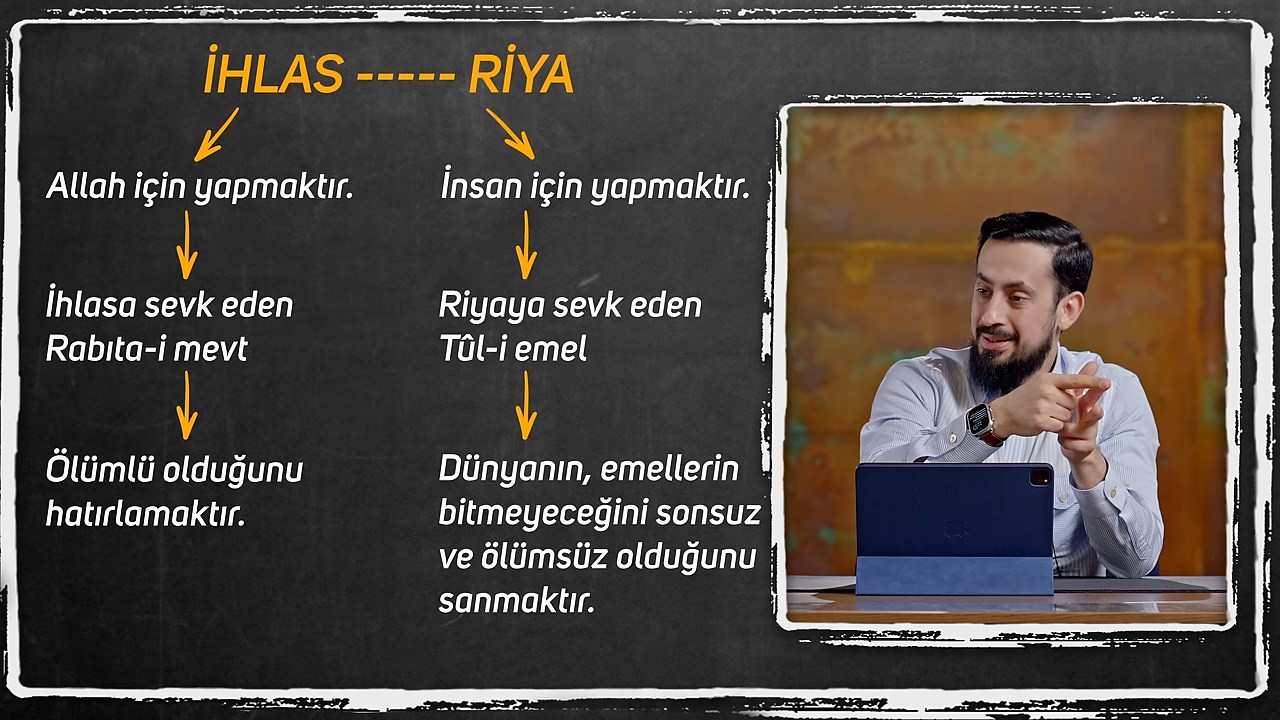 İHLAS ----- RİYA
Allah için yapmaktır.
İhlasa sevk eden
Rabıta-i mevt
Ölümlü olduğunu
hatırlamaktır.
İnsan için yapmaktır.
Riyaya sevk eden
Tûl-i emel
Dünyanın, emellerin
bitmeyeceğini sonsuz
ve ölümsüz olduğunu
sanmaktır.